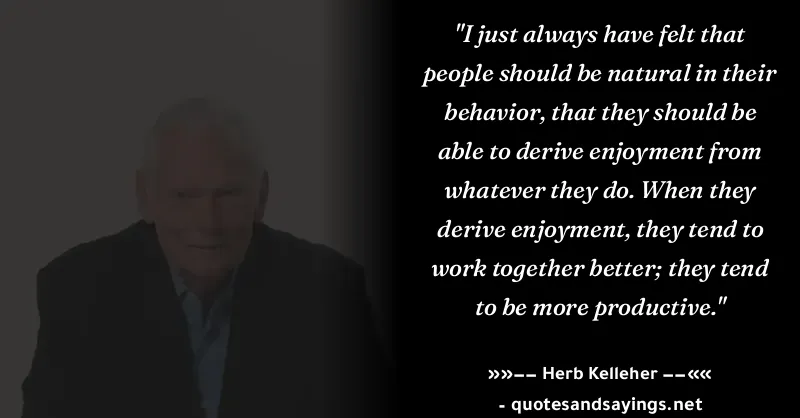 "I just always have felt that
people should be natural in their
behavior, that they should be
able to derive enjoyment from
whatever they do. When they
derive enjoyment, they tend to
work together better; they tend
to be more productive."
»»–– Herb Kelleher ––««
- quotesandsayings.net